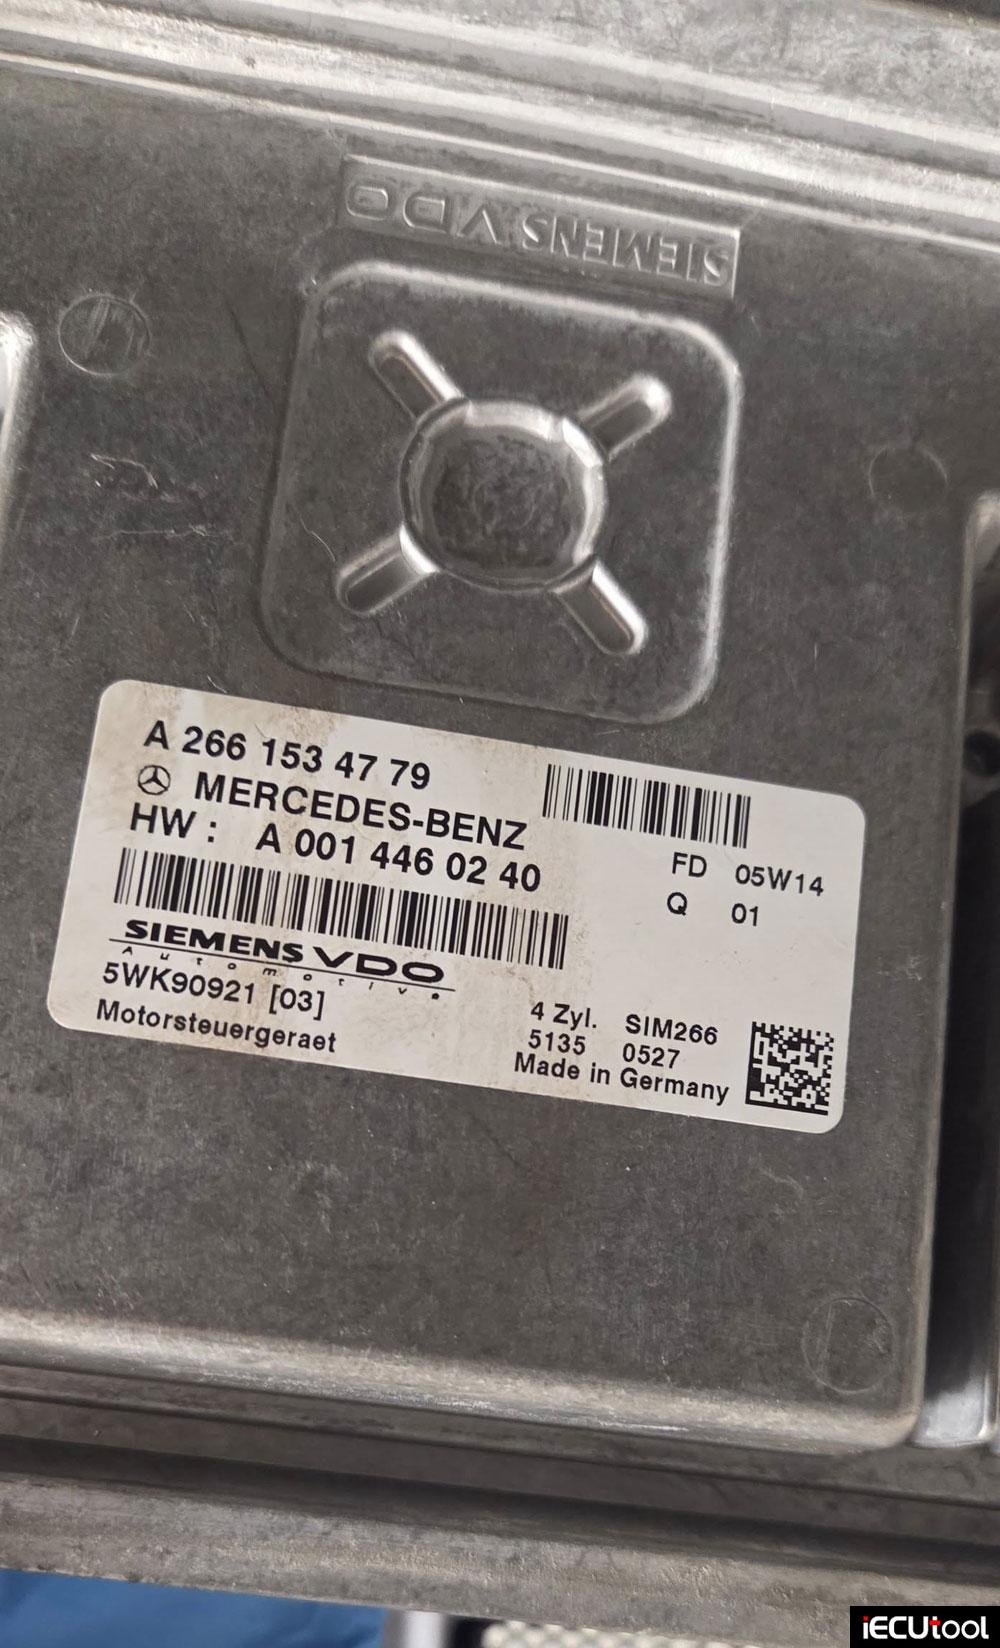 SIEMENS VDO
A 266 153 47 79
MERCEDES-BENZ
HW : A 001 446 02 40
FD 05W14
Q 01
SIEMENS VDO
Automotive
5WK90921 [03]
Motorsteuergeraet
4 Zyl. SIM266
5135 0527
Made in Germany
iECUtool